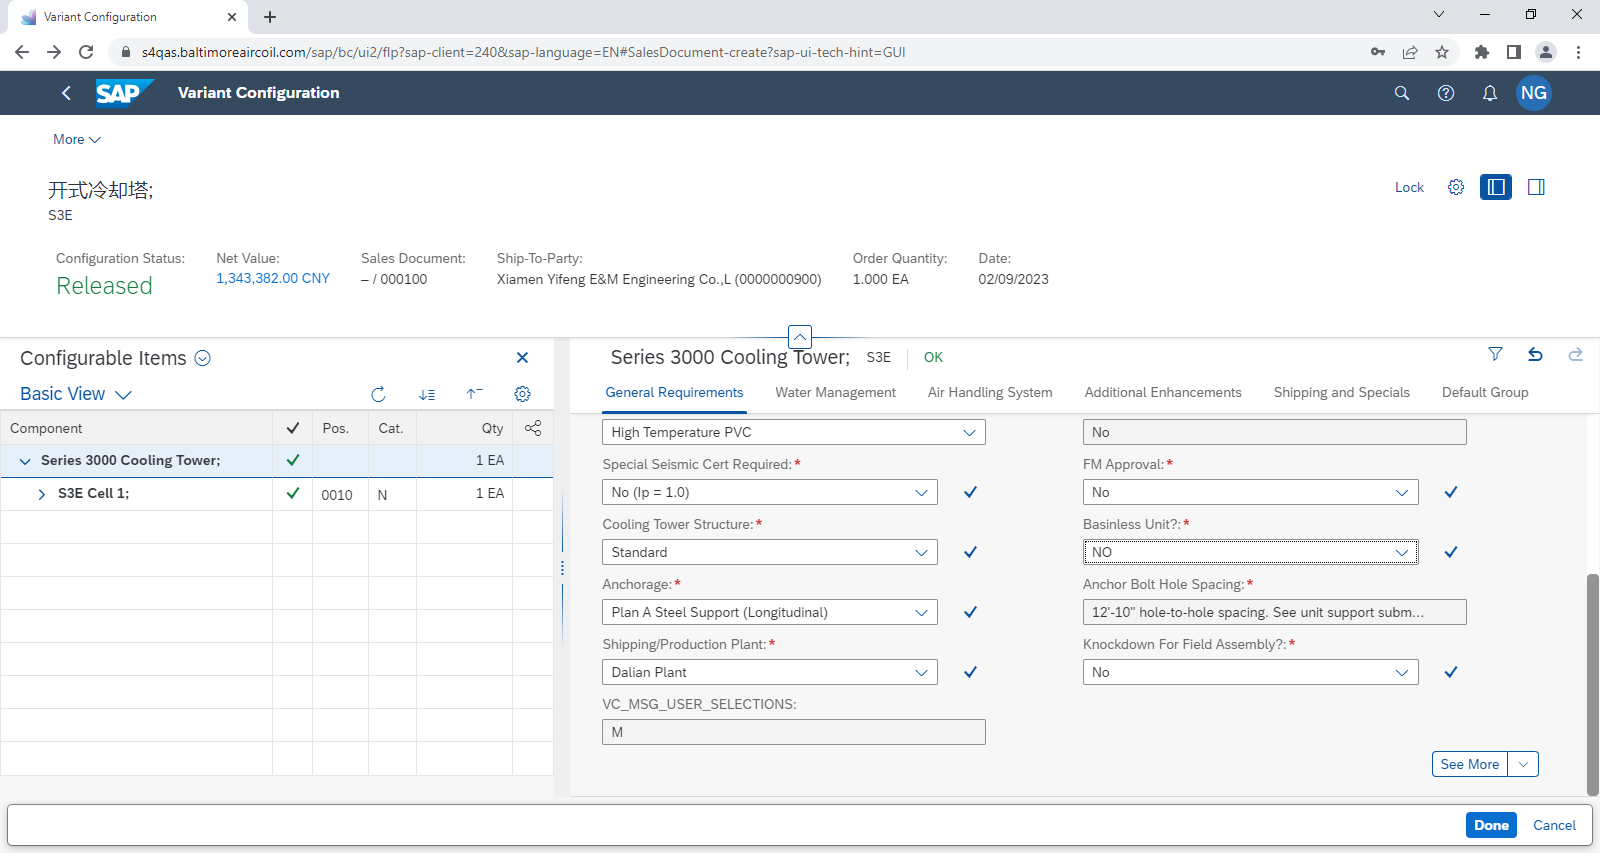 Variant Configuration
s4qas.baltimoreaircoil.com/sap/bc/ui2/flp?sap-client=240&sap-language=EN#SalesDocument-create?sap-ui-tech-hint=GUI
SAP Variant Configuration NG
More
开式冷却塔;
S3E
Lock
Configuration Status: Net Value: Sales Document: Ship-To-Party: Order Quantity: Date:
Released 1,343,382.00 CNY – / 000100 Xiamen Yifeng E&M Engineering Co.,L (0000000900) 1.000 EA 02/09/2023
Configurable Items
Basic View
Component Pos. Cat. Qty
Series 3000 Cooling Tower; 1 EA
S3E Cell 1; 0010 N 1 EA
Series 3000 Cooling Tower; S3E OK
General Requirements Water Management Air Handling System Additional Enhancements Shipping and Specials Default Group
High Temperature PVC No
Special Seismic Cert Required:* FM Approval:*
No (Ip = 1.0) No
Cooling Tower Structure:* Basinless Unit?:*
Standard NO
Anchorage:* Anchor Bolt Hole Spacing:*
Plan A Steel Support (Longitudinal) 12'-10" hole-to-hole spacing. See unit support subm...
Shipping/Production Plant:* Knockdown For Field Assembly?:*
Dalian Plant No
VC_MSG_USER_SELECTIONS:
M
See More
Done Cancel